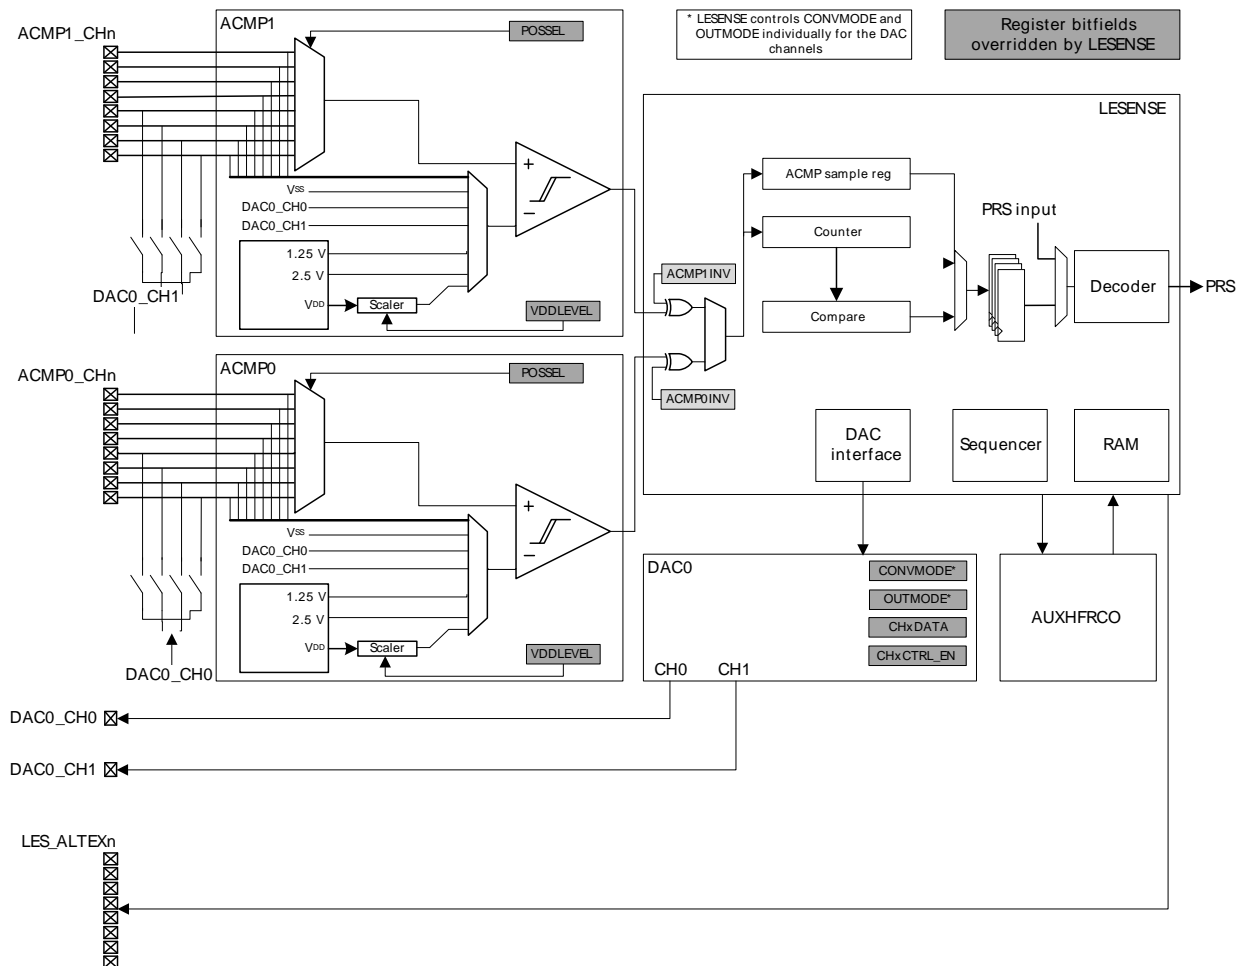 ACMP1_CHn
ACMP1
POSSEL
* LESENSE controls CONVMODE and
OUTMODE individually for the DAC
channels
Register bitfields
overridden by LESENSE
LESENSE
+
−
Vss
DAC0_CH0
DAC0_CH1
1.25 V
2.5 V
VDD
Scaler
VDDLEVEL
DAC0_CH1
ACMP sample reg
Counter
Compare
ACMP1INV
ACMP0INV
PRS input
Decoder
PRS
DAC
interface
Sequencer
RAM
ACMP0_CHn
ACMP0
POSSEL
+
−
Vss
DAC0_CH0
DAC0_CH1
1.25 V
2.5 V
VDD
Scaler
VDDLEVEL
DAC0_CH0
DAC0
CONVMODE*
OUTMODE*
CHxDATA
CHxCTRL_EN
CH0
CH1
AUXHFRCO
DAC0_CH0
DAC0_CH1
LES_ALTEXn